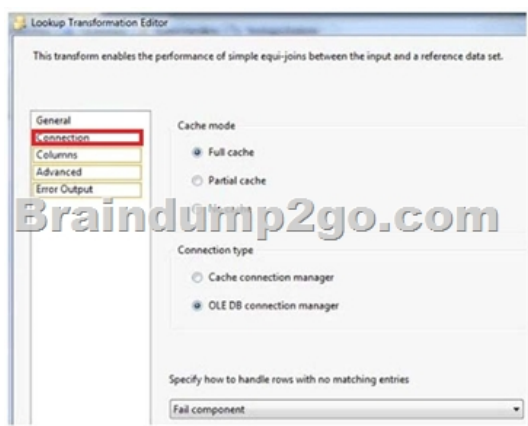 Lookup Transformation Editor
This transform enables the performance of simple equi-joins between the input and a reference data set.
General
Connection
Columns
Advanced
Error Output
Cache mode
Full cache
Partial cache
Braindump2go.com
Connection type
Cache connection manager
OLE DB connection manager
Specify how to handle rows with no matching entries
Fail component